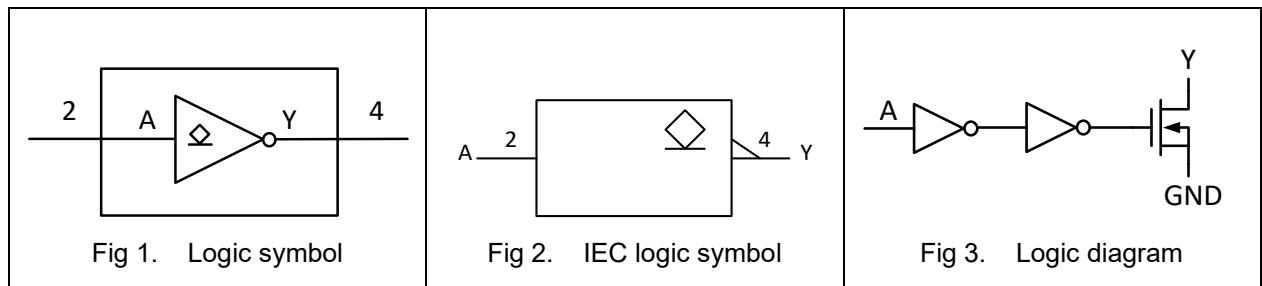 2 A Y 4
Fig 1. Logic symbol
A 2 4 Y
Fig 2. IEC logic symbol
Y
A
GND
Fig 3. Logic diagram